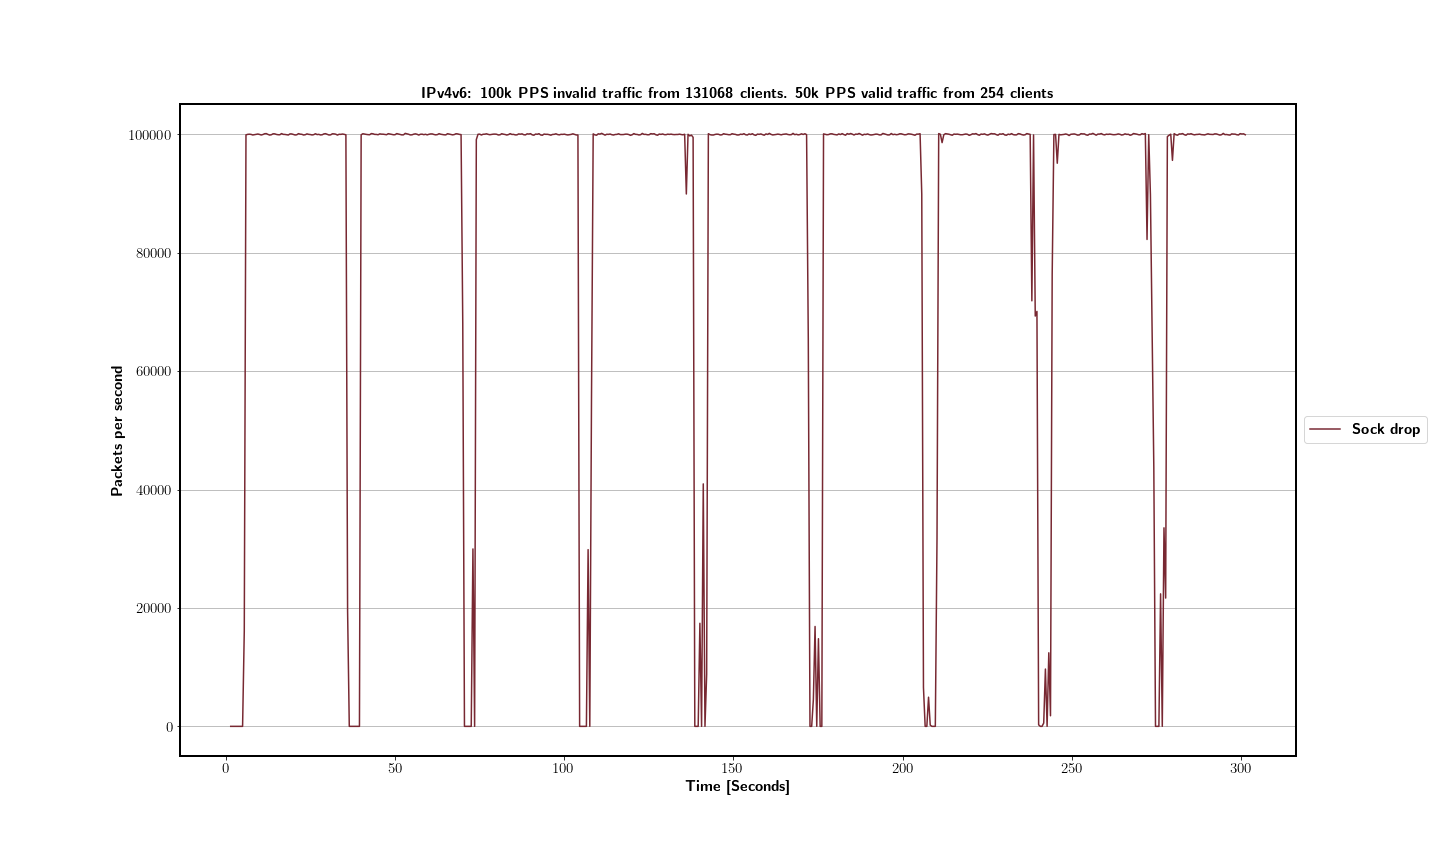 IPv4v6: 100k PPS invalid traffic from 131068 clients. 50k PPS valid traffic from 254 clients
100000
80000
60000
40000
20000
0
Packets per second
Sock drop
0 50 100 150 200 250 300
Time [Seconds]